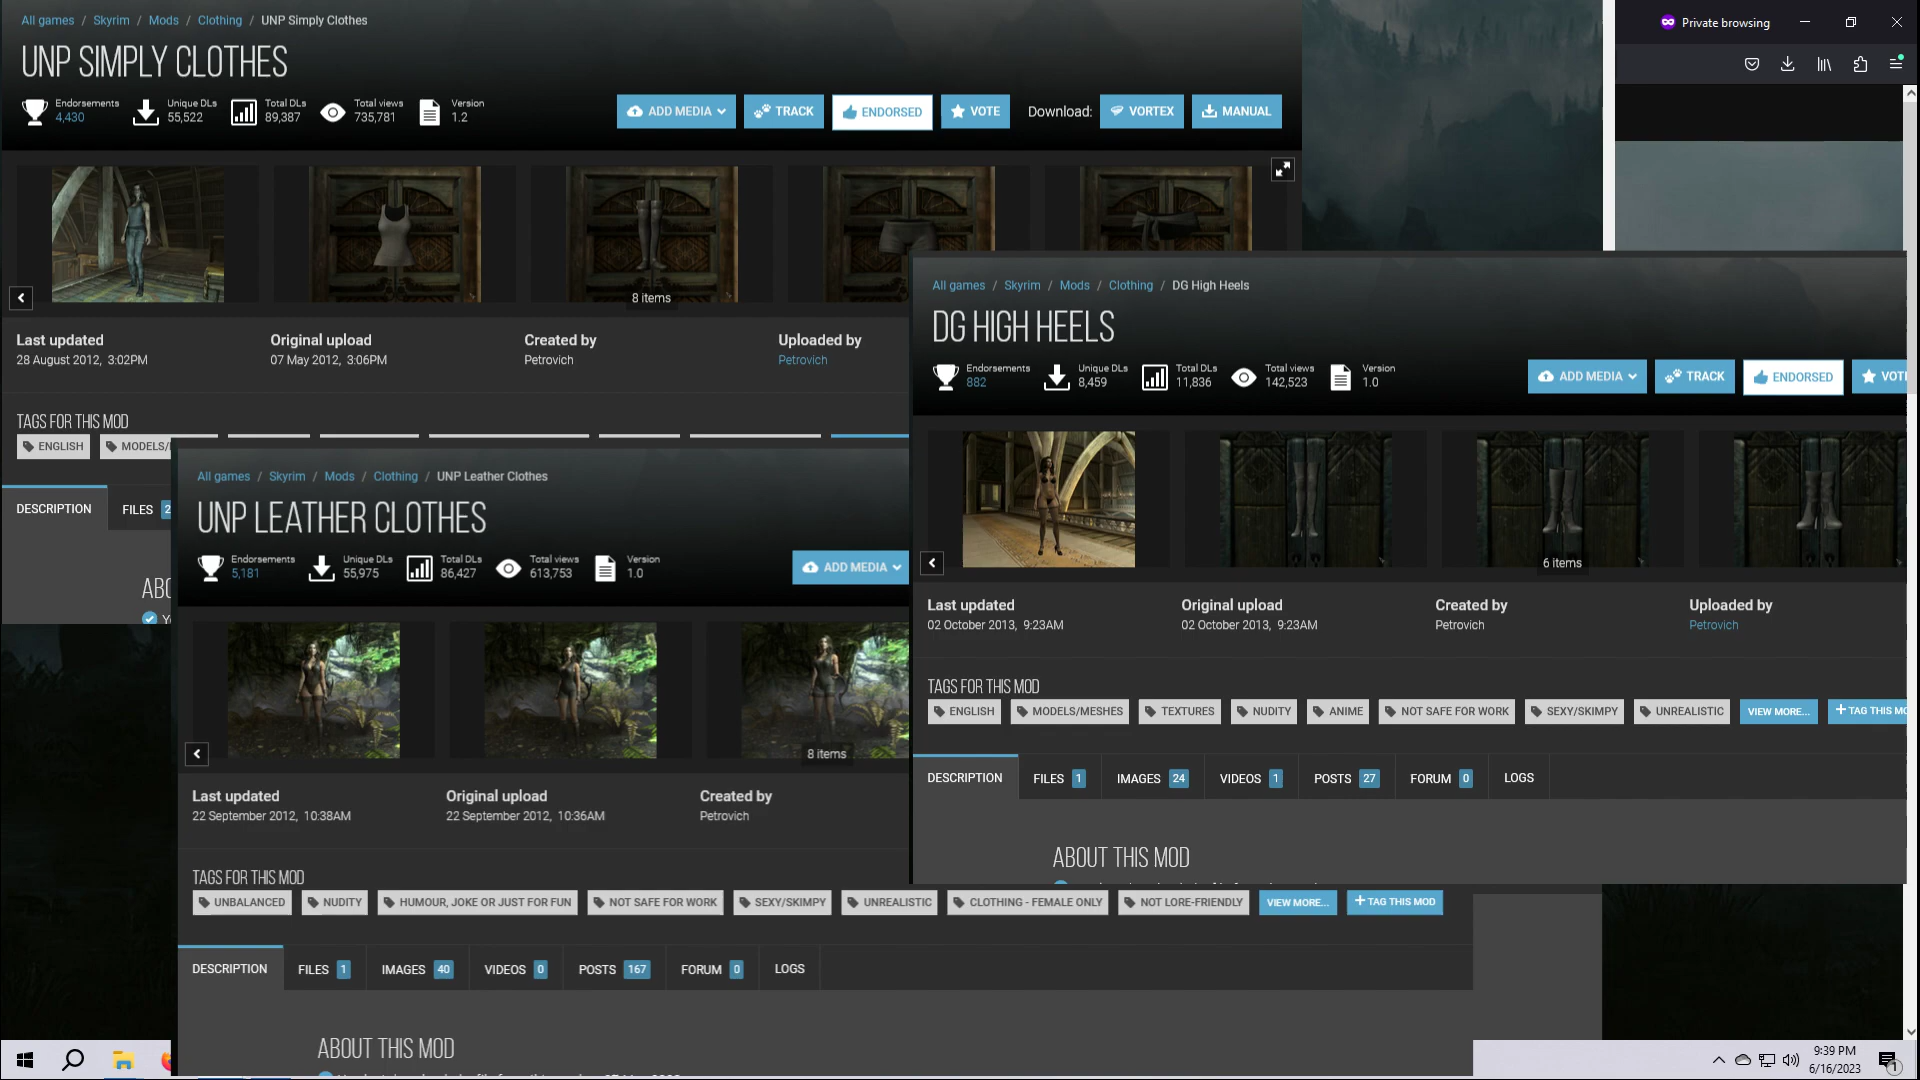 All games / Skyrim / Mods / Clothing / UNP Simply Clothes
UNP SIMPLY CLOTHES
Endorsements 4,430
Unique DLs 55,522
Total DLs 89,387
Total views 735,781
Version 1.2
ADD MEDIA
TRACK
ENDORSED
VOTE
Download:
VORTEX
MANUAL
8 items
Last updated
28 August 2012, 3:02PM
Original upload
07 May 2012, 3:06PM
Created by
Petrovich
Uploaded by
Petrovich
TAGS FOR THIS MOD
ENGLISH
MODELS/
DESCRIPTION
FILES 2
Private browsing
All games / Skyrim / Mods / Clothing / DG High Heels
DG HIGH HEELS
Endorsements 882
Unique DLs 8,459
Total DLs 11,836
Total views 142,523
Version 1.0
ADD MEDIA
TRACK
ENDORSED
VOT
6 items
Last updated
02 October 2013, 9:23AM
Original upload
02 October 2013, 9:23AM
Created by
Petrovich
Uploaded by
Petrovich
TAGS FOR THIS MOD
ENGLISH
MODELS/MESHES
TEXTURES
NUDITY
ANIME
NOT SAFE FOR WORK
SEXY/SKIMPY
UNREALISTIC
VIEW MORE...
TAG THIS MO
DESCRIPTION
FILES 1
IMAGES 24
VIDEOS 1
POSTS 27
FORUM 0
LOGS
ABOUT THIS MOD
All games / Skyrim / Mods / Clothing / UNP Leather Clothes
UNP LEATHER CLOTHES
Endorsements 5,181
Unique DLs 55,975
Total DLs 86,427
Total views 613,753
Version 1.0
ADD MEDIA
8 items
Last updated
22 September 2012, 10:38AM
Original upload
22 September 2012, 10:36AM
Created by
Petrovich
TAGS FOR THIS MOD
UNBALANCED
NUDITY
HUMOUR, JOKE OR JUST FOR FUN
NOT SAFE FOR WORK
SEXY/SKIMPY
UNREALISTIC
CLOTHING - FEMALE ONLY
NOT LORE-FRIENDLY
VIEW MORE...
TAG THIS MOD
DESCRIPTION
FILES 1
IMAGES 40
VIDEOS 0
POSTS 167
FORUM 0
LOGS
ABOUT THIS MOD
9:39 PM
6/16/2023
1